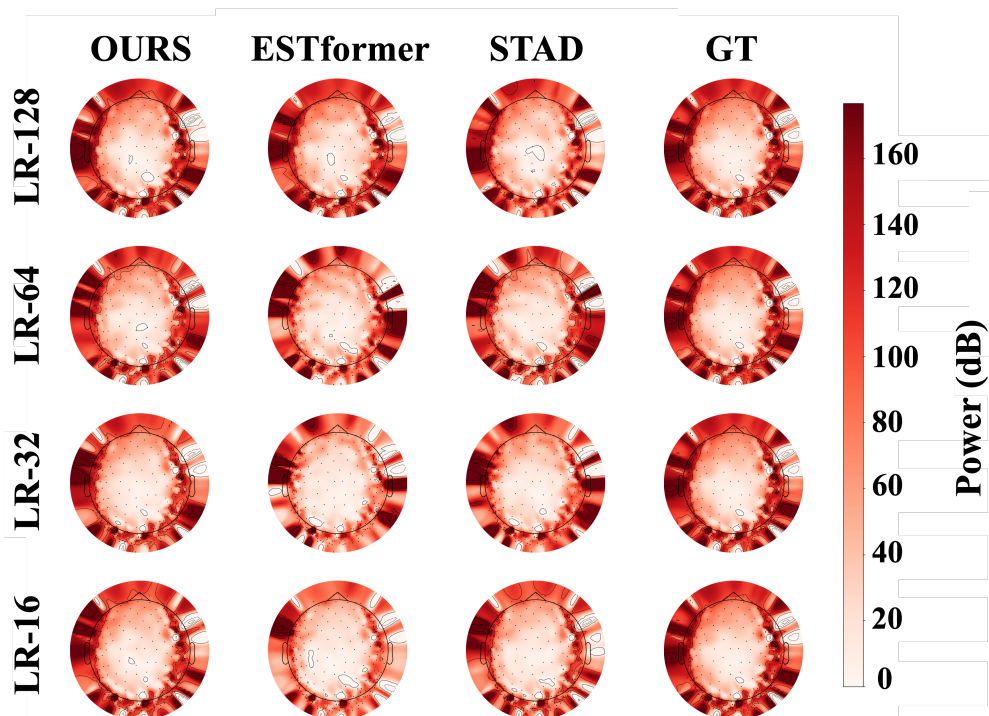 OURS ESTformer STAD GT
LR-128
LR-64
LR-32
LR-16
160
140
120
100
80
60
40
20
0
Power (dB)